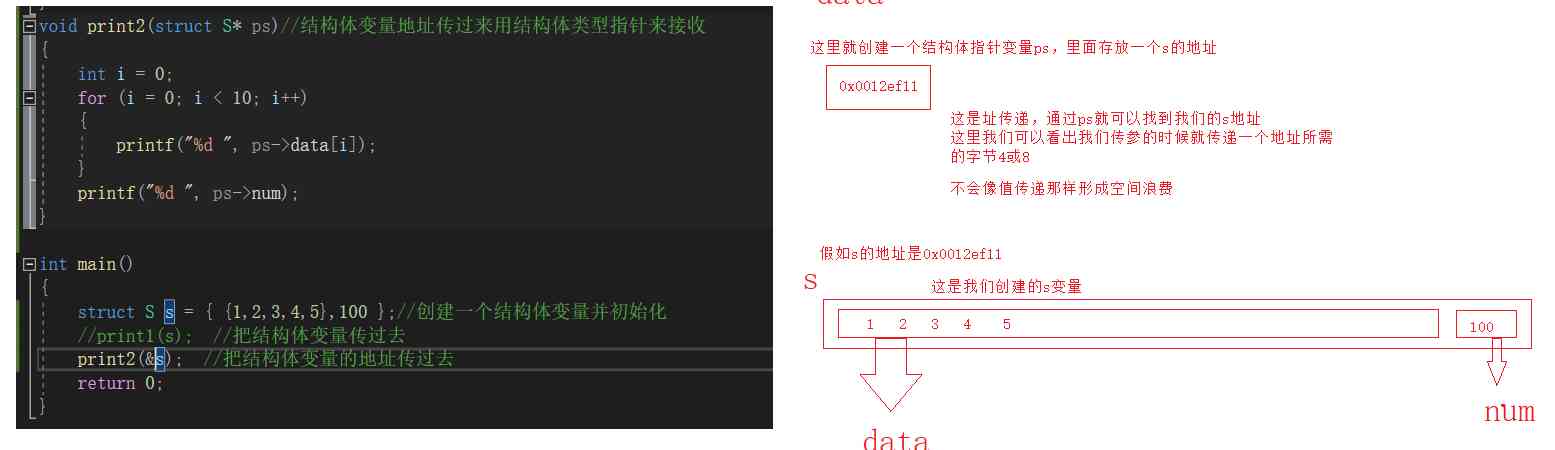 void print2(struct S* ps)//结构体变量地址传过来用结构体类型指针来接收
{
int i = 0;
for (i = 0; i < 10; i++)
{
printf("%d ", ps->data[i]);
}
printf("%d ", ps->num);
}
int main()
{
struct S s = { {1,2,3,4,5},100 };//创建一个结构体变量并初始化
//print1(s);  //把结构体变量传过去
print2(&s);  //把结构体变量的地址传过去
return 0;
}
data
这里就创建一个结构体指针变量ps，里面存放一个s的地址
0x0012ef11
这是址传递，通过ps就可以找到我们的s地址
这里我们可以看出我们传参的时候就传递一个地址所需
的字节4或8
不会像值传递那样形成空间浪费
假如s的地址是0x0012ef11
s
这是我们创建的s变量
1 2 3 4 5
100
data
num